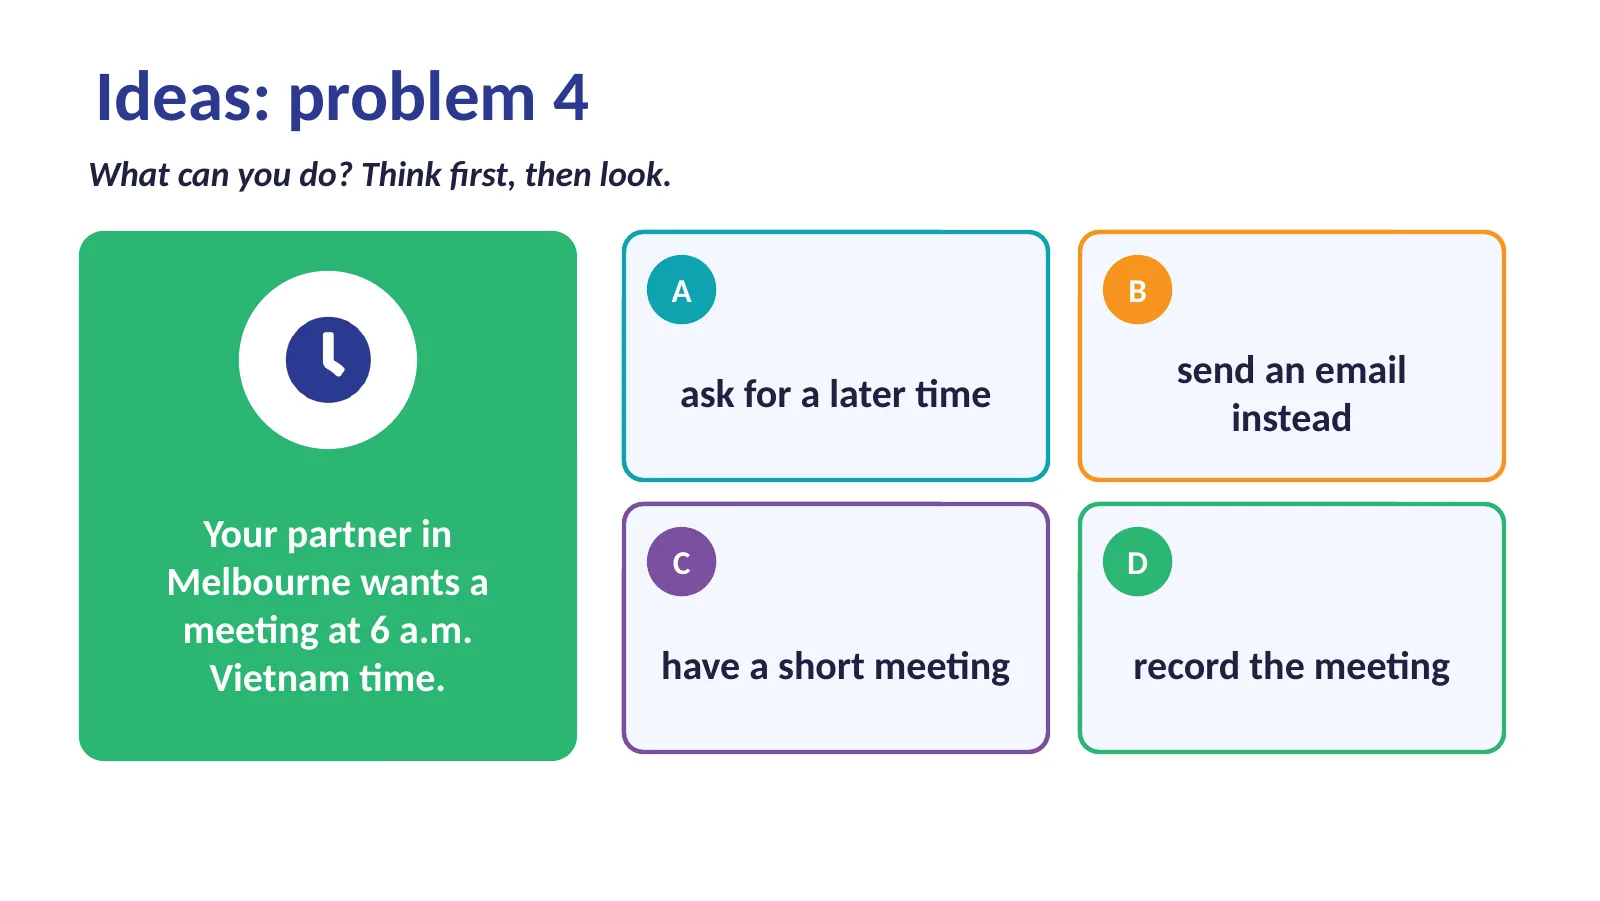 Ideas: problem 4
What can you do? Think first, then look.
Your partner in
Melbourne wants a
meeting at 6 a.m.
Vietnam time.
A
ask for a later time
B
send an email
instead
C
have a short meeting
D
record the meeting